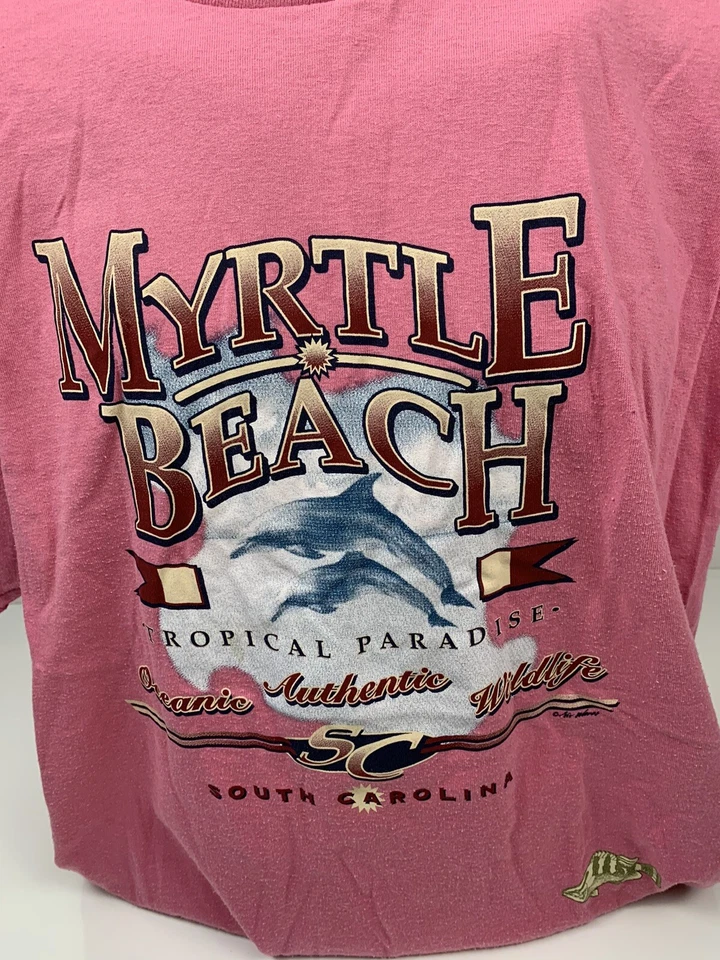 MYRTLE
BEACH
-TROPICAL PARADISE-
Oceanic Authentic Wildlife
SC
SOUTH CAROLINA